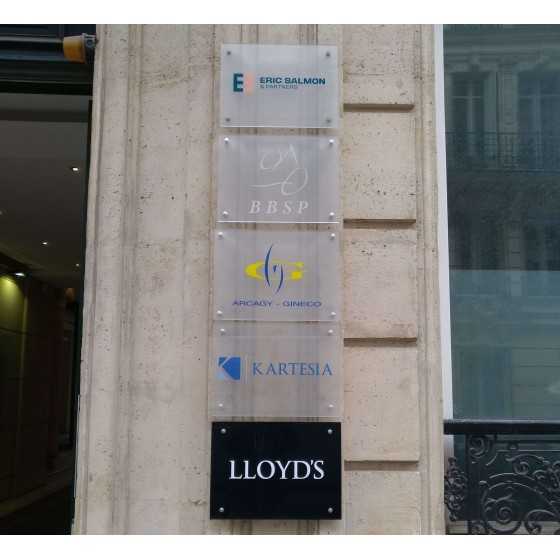 ERIC SALMON
& PARTNERS
BBSP
ARCAGY - GINECO
KARTESIA
LLOYD'S